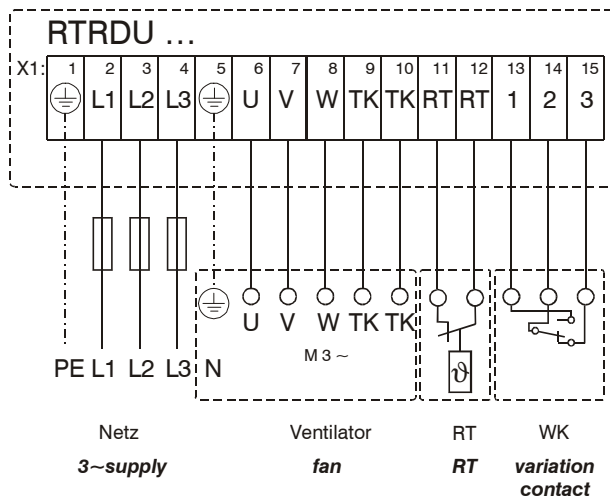 RTRDU ...
X1: 1 2 3 4 5 6 7 8 9 10 11 12 13 14 15
L1 L2 L3 U V W TK TK RT RT 1 2 3
U V W TK TK
M 3 ~
ϑ
PE L1 L2 L3 N
Netz Ventilator RT WK
3~supply fan RT variation
contact